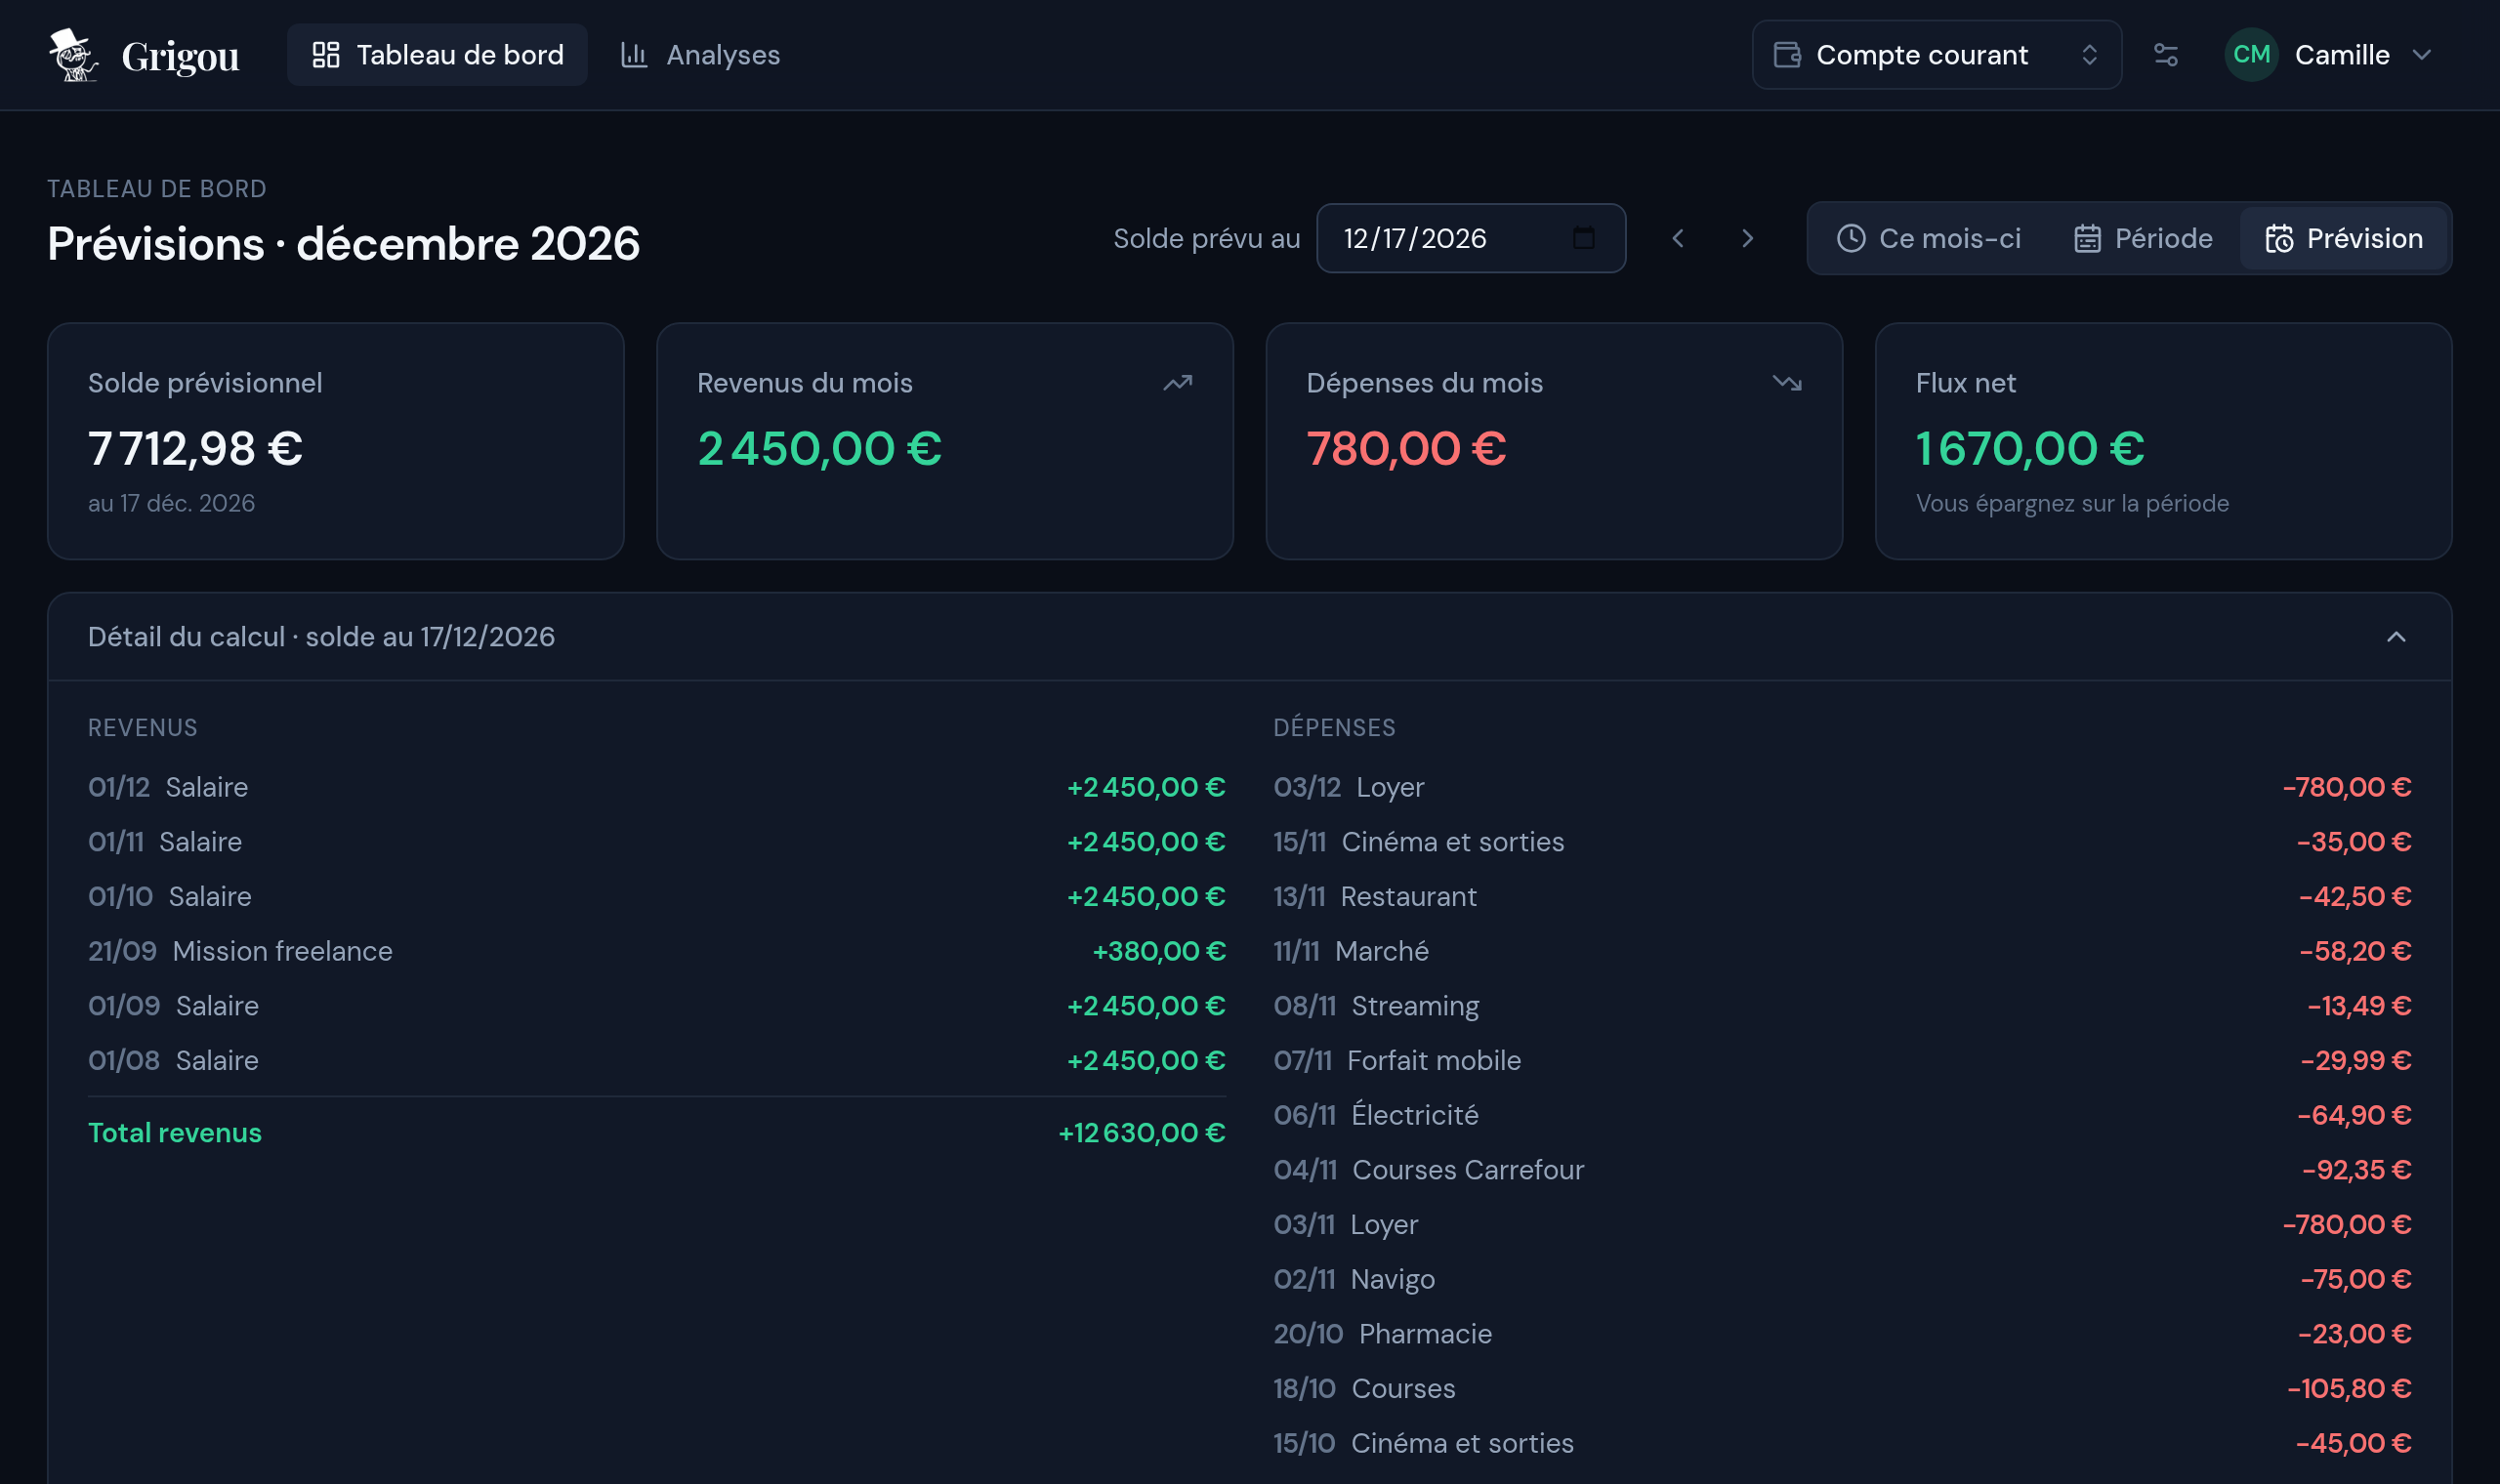 Grigou
Tableau de bord
Analyses
Compte courant
CM
Camille
TABLEAU DE BORD
Prévisions · décembre 2026
Solde prévu au
12/17/2026
Ce mois-ci
Période
Prévision
Solde prévisionnel
7 712,98 €
au 17 déc. 2026
Revenus du mois
2 450,00 €
Dépenses du mois
780,00 €
Flux net
1 670,00 €
Vous épargnez sur la période
Détail du calcul · solde au 17/12/2026
REVENUS
01/12 Salaire +2 450,00 €
01/11 Salaire +2 450,00 €
01/10 Salaire +2 450,00 €
21/09 Mission freelance +380,00 €
01/09 Salaire +2 450,00 €
01/08 Salaire +2 450,00 €
Total revenus +12 630,00 €
DÉPENSES
03/12 Loyer -780,00 €
15/11 Cinéma et sorties -35,00 €
13/11 Restaurant -42,50 €
11/11 Marché -58,20 €
08/11 Streaming -13,49 €
07/11 Forfait mobile -29,99 €
06/11 Électricité -64,90 €
04/11 Courses Carrefour -92,35 €
03/11 Loyer -780,00 €
02/11 Navigo -75,00 €
20/10 Pharmacie -23,00 €
18/10 Courses -105,80 €
15/10 Cinéma et sorties -45,00 €